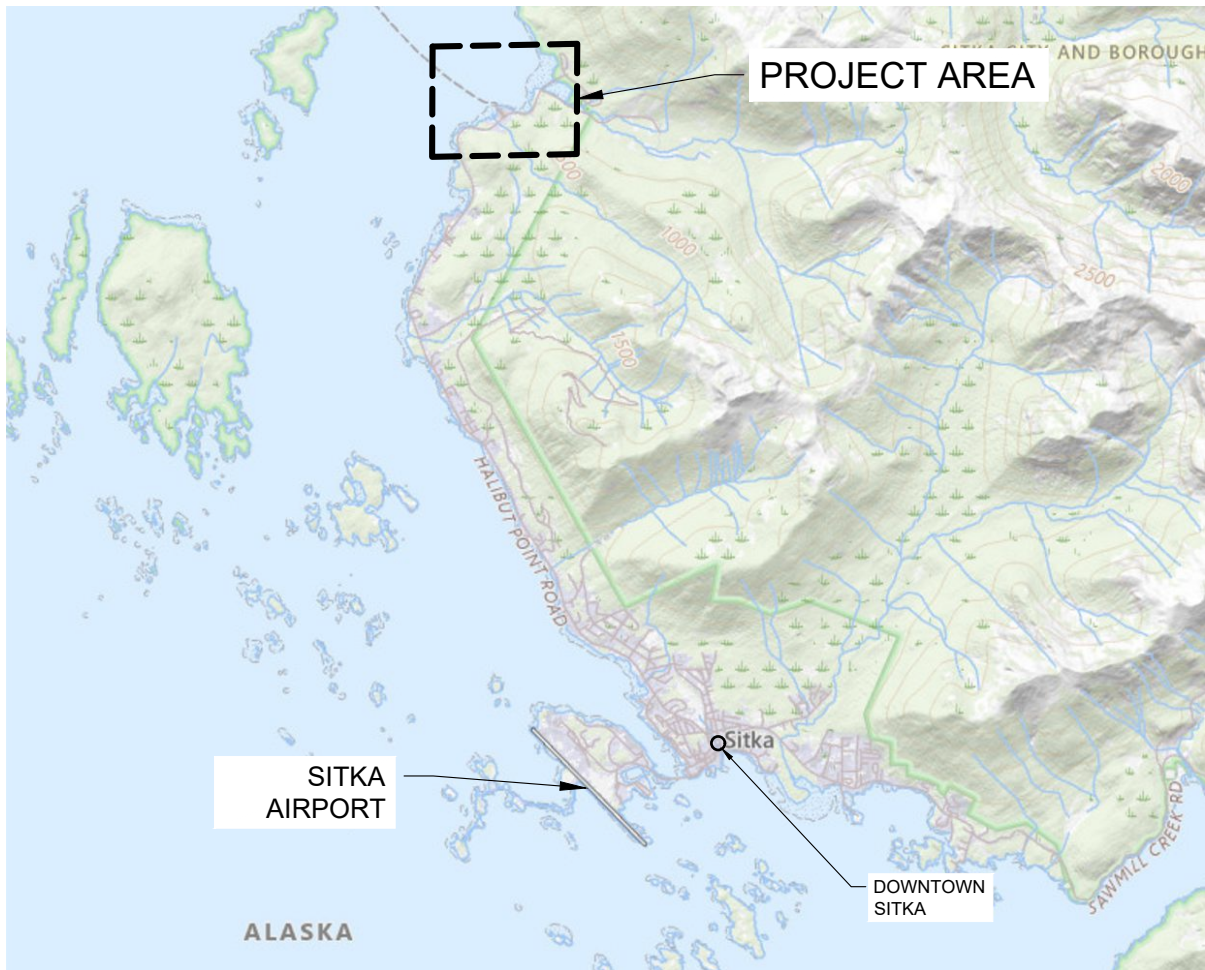 SITKA CITY AND BOROUGH
PROJECT AREA
500
2000
1000
2500
1500
HALIBUT POINT ROAD
Sitka
SITKA
AIRPORT
SAWMILL CREEK RD
DOWNTOWN
SITKA
ALASKA